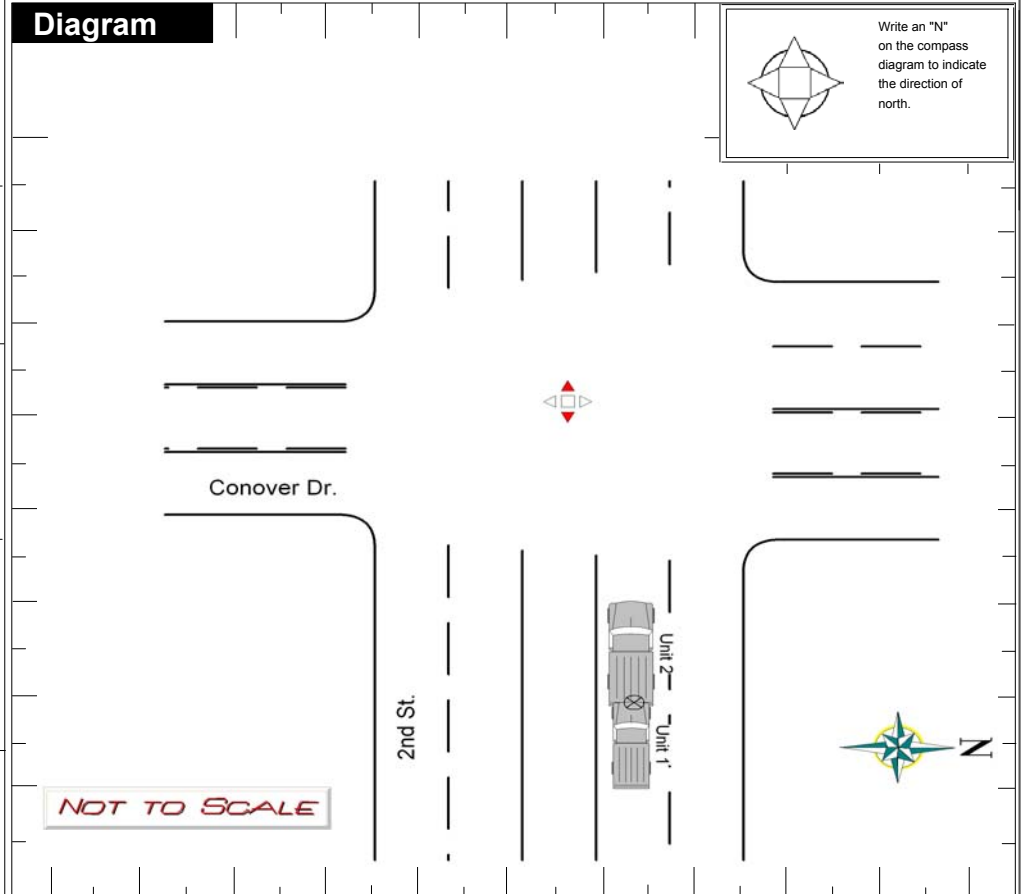 Diagram
Write an "N"
on the compass
diagram to indicate
the direction of
north.
Conover Dr.
Unit 2
2nd St.
Unit 1
N
NOT TO SCALE